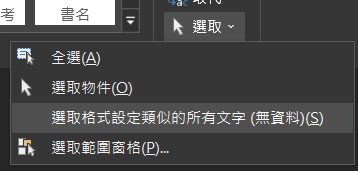 考
書名
取代
選取
全選(A)
選取物件(O)
選取格式設定類似的所有文字 (無資料)(S)
選取範圍窗格(P)...